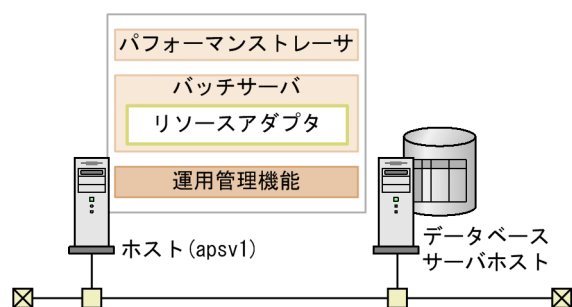 パフォーマンストレーサ
バッチサーバ
リソースアダプタ
運用管理機能
ホスト(apsv1)
データベース
サーバホスト